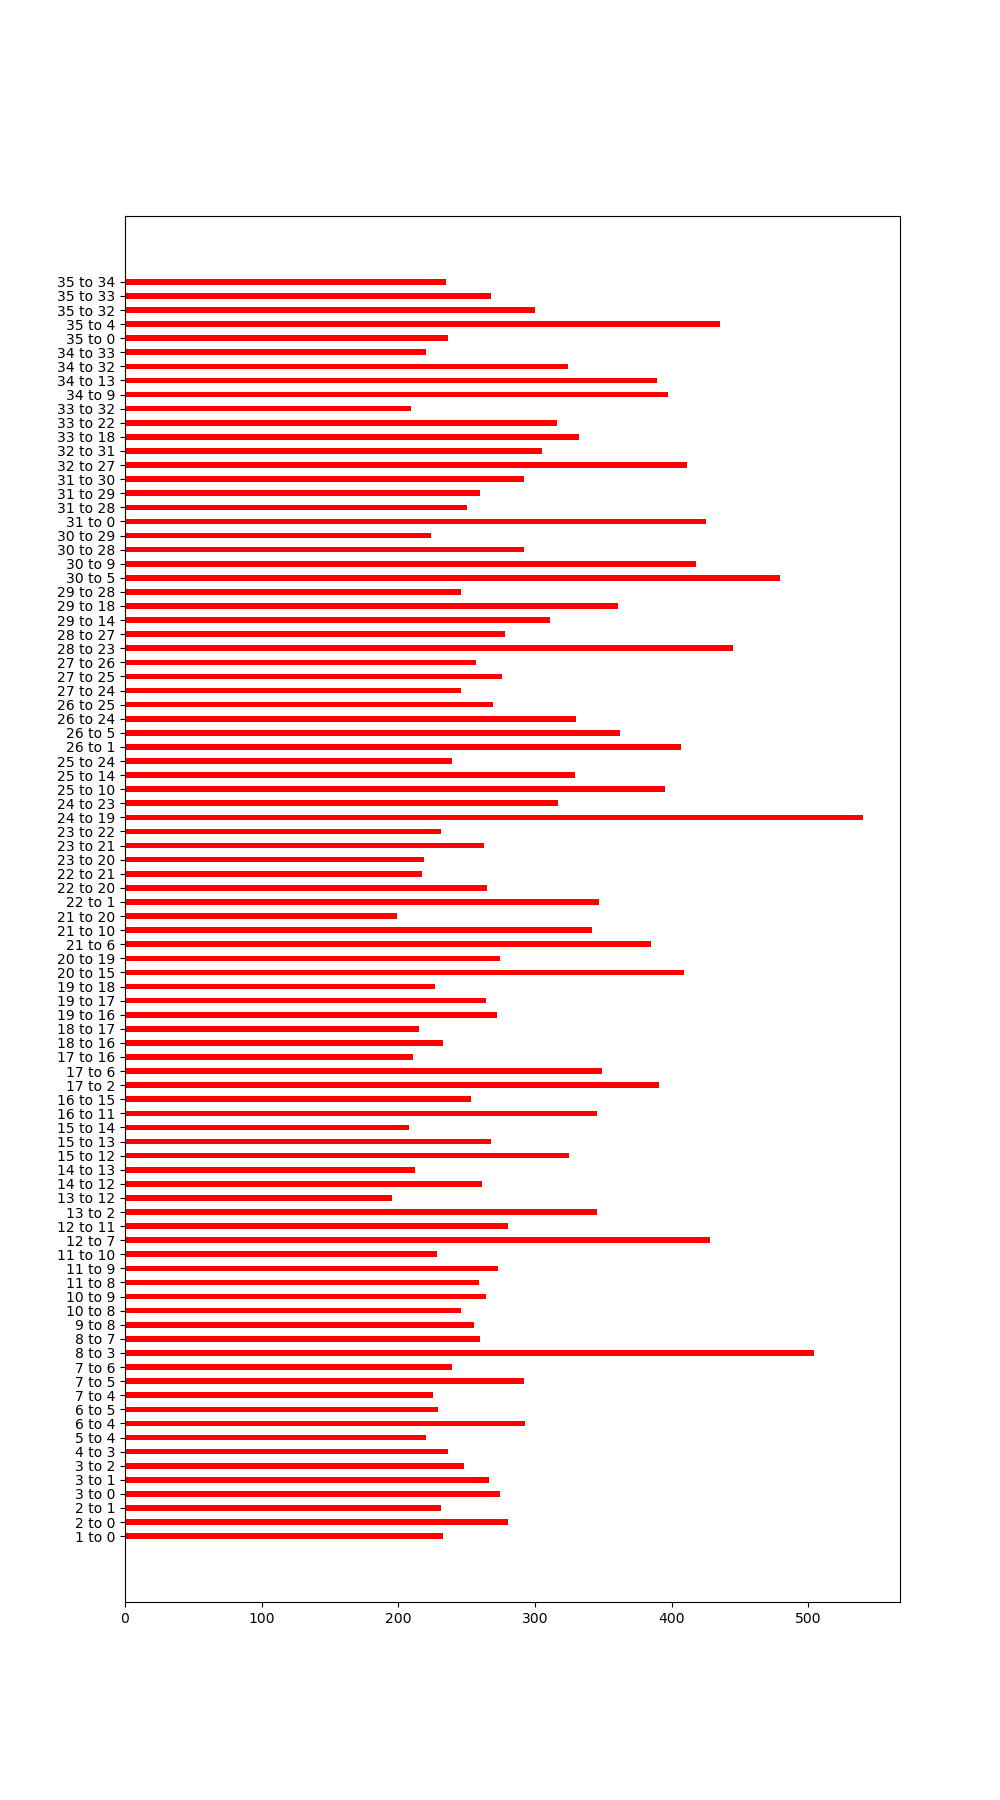 35 to 34
35 to 33
35 to 32
35 to 4
35 to 0
34 to 33
34 to 32
34 to 13
34 to 9
33 to 32
33 to 22
33 to 18
32 to 31
32 to 27
31 to 30
31 to 29
31 to 28
31 to 0
30 to 29
30 to 28
30 to 9
30 to 5
29 to 28
29 to 18
29 to 14
28 to 27
28 to 23
27 to 26
27 to 25
27 to 24
26 to 25
26 to 24
26 to 5
26 to 1
25 to 24
25 to 14
25 to 10
24 to 23
24 to 19
23 to 22
23 to 21
23 to 20
22 to 21
22 to 20
22 to 1
21 to 20
21 to 10
21 to 6
20 to 19
20 to 15
19 to 18
19 to 17
19 to 16
18 to 17
18 to 16
17 to 16
17 to 6
17 to 2
16 to 15
16 to 11
15 to 14
15 to 13
15 to 12
14 to 13
14 to 12
13 to 12
13 to 2
12 to 11
12 to 7
11 to 10
11 to 9
11 to 8
10 to 9
10 to 8
9 to 8
8 to 7
8 to 3
7 to 6
7 to 5
7 to 4
6 to 5
6 to 4
5 to 4
4 to 3
3 to 2
3 to 1
3 to 0
2 to 1
2 to 0
1 to 0
0 100 200 300 400 500